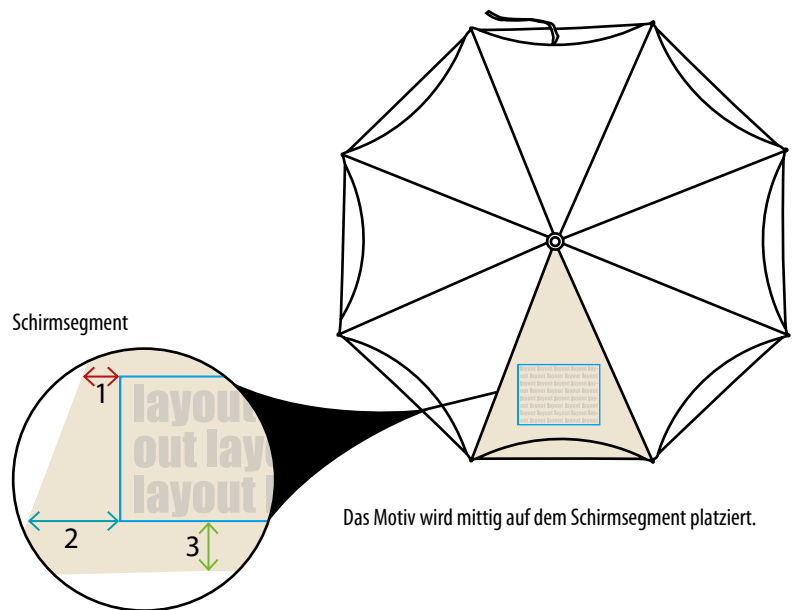 Schirmsegment
1
layout
out lay
layout
2
3
Das Motiv wird mittig auf dem Schirmsegment platziert.